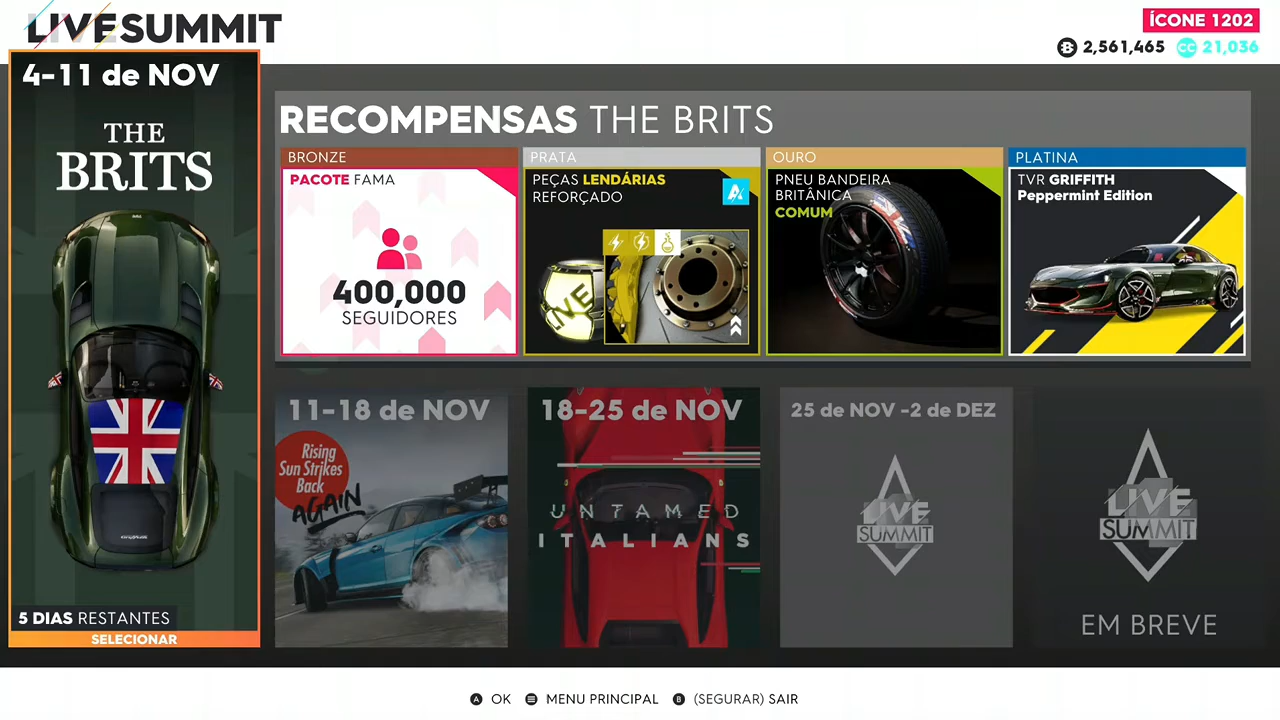 LIVESUMMIT
ÍCONE 1202
2,561,465
CC 21,036
4-11 de NOV
THE
BRITS
5 DIAS RESTANTES
SELECIONAR
RECOMPENSAS THE BRITS
BRONZE
PACOTE FAMA
400,000
SEGUIDORES
PRATA
PEÇAS LENDÁRIAS
REFORÇADO
LIVE
OURO
PNEU BANDEIRA
BRITÂNICA
COMUM
PLATINA
TVR GRIFFITH
Peppermint Edition
11-18 de NOV
Rising
Sun Strikes
Back
AGAIN
18-25 de NOV
UNTAMED
ITALIANS
25 de NOV -2 de DEZ
LIVE
SUMMIT
LIVE
SUMMIT
EM BREVE
A OK MENU PRINCIPAL B (SEGURAR) SAIR